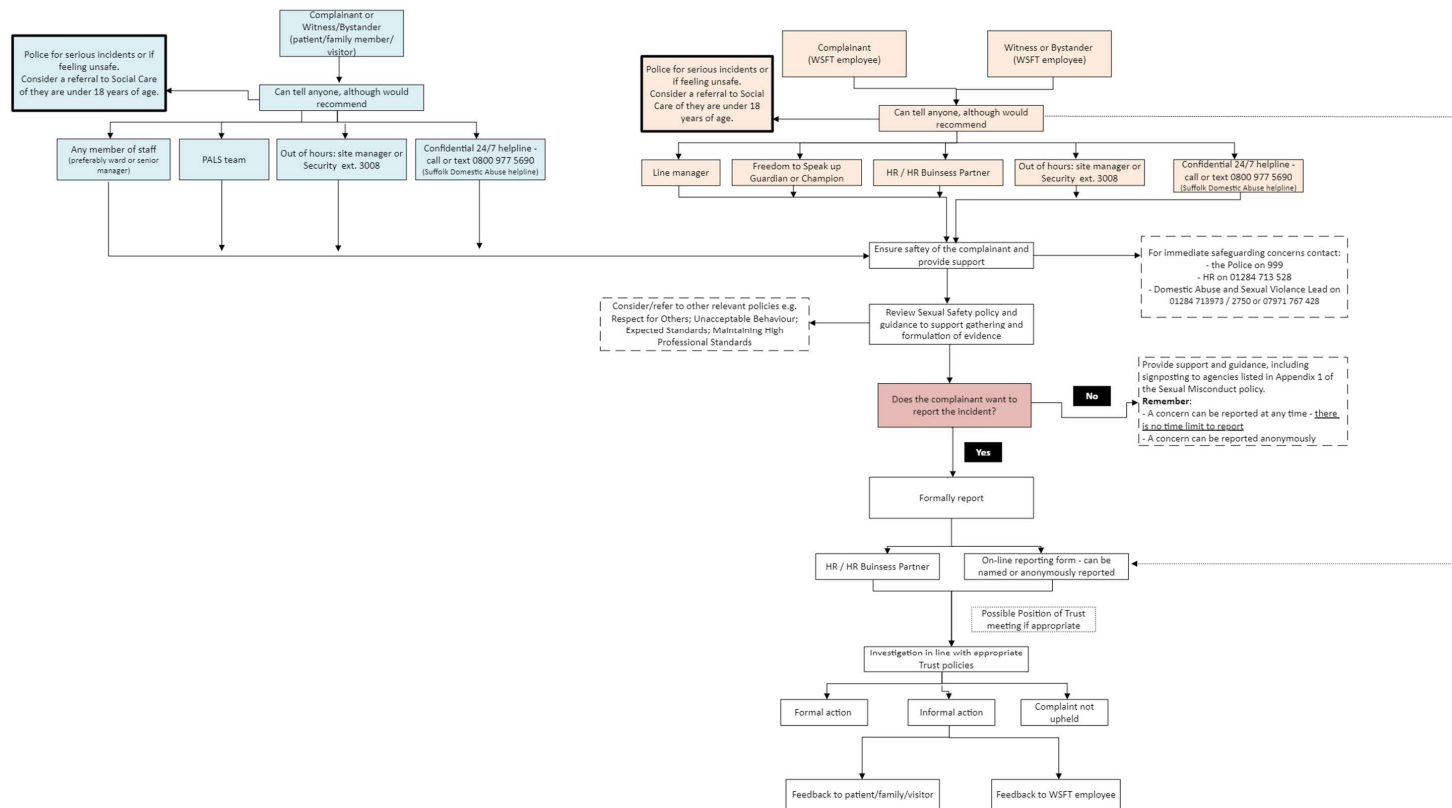 Complainant or
Witness/Bystander
(patient/family member/
visitor)
Police for serious incidents or if
feeling unsafe.
Consider a referral to Social Care
of they are under 18 years of age.
Can tell anyone, although would
recommend
Any member of staff
(preferably ward or senior
manager)
PALS team
Out of hours: site manager or
Security ext. 3008
Confidential 24/7 helpline -
call or text 0800 977 5690
(Suffolk Domestic Abuse helpline)
Complainant
(WSFT employee)
Witness or Bystander
(WSFT employee)
Police for serious incidents or
if feeling unsafe.
Consider a referral to Social
Care of they are under 18
years of age.
Can tell anyone, although would
recommend
Line manager
Freedom to Speak up
Guardian or Champion
HR / HR Buinsess Partner
Out of hours: site manager or
Security ext. 3008
Confidential 24/7 helpline -
call or text 0800 977 5690
(Suffolk Domestic Abuse helpline)
Ensure saftey of the complainant and
provide support
For immediate safeguarding concerns contact:
- the Police on 999
- HR on 01284 713 528
- Domestic Abuse and Sexual Violence Lead on
01284 713973 / 2750 or 07971 767 428
Consider/refer to other relevant policies e.g.
Respect for Others; Unacceptable Behaviour;
Expected Standards; Maintaining High
Professional Standards
Review Sexual Safety policy and
guidance to support gathering and
formulation of evidence
Does the complainant want to
report the incident?
No
Provide support and guidance, including
signposting to agencies listed in Appendix 1 of
the Sexual Misconduct policy.
Remember:
- A concern can be reported at any time - there
is no time limit to report
- A concern can be reported anonymously
Yes
Formally report
HR / HR Buinsess Partner
On-line reporting form - can be
named or anonymously reported
Possible Position of Trust
meeting if appropriate
Investigation in line with appropriate
Trust policies
Formal action
Informal action
Complaint not
upheld
Feedback to patient/family/visitor
Feedback to WSFT employee